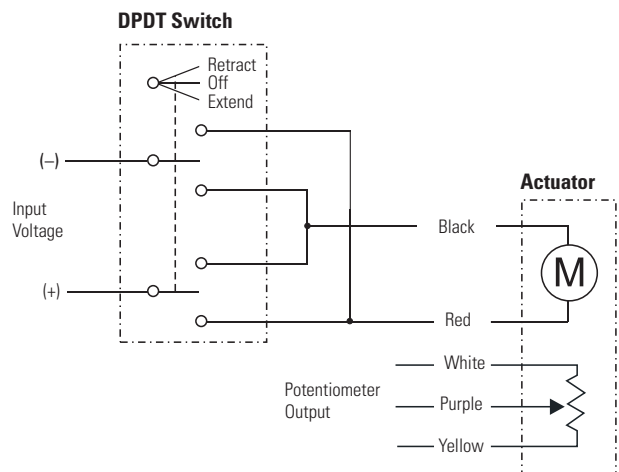 DPDT Switch
Retract
Off
Extend
(–)
Input
Voltage
(+)
Actuator
Black
M
Red
White
Potentiometer
Output
Purple
Yellow